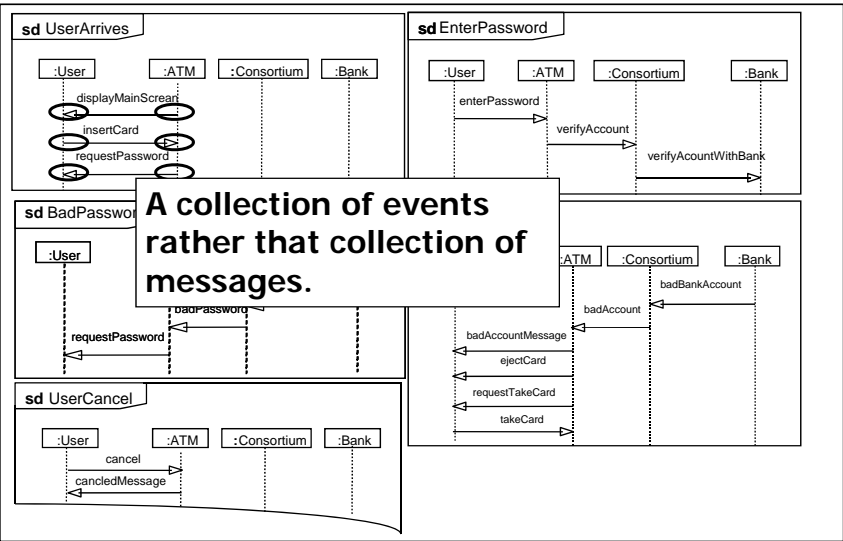 sd UserArrives
:User :ATM :Consortium :Bank
displayMainScrean
insertCard
requestPassword
sd EnterPassword
:User :ATM :Consortium :Bank
enterPassword
verifyAccount
verifyAcountWithBank
A collection of events
rather that collection of
messages.
sd BadPasswor
:User
badPassword
requestPassword
:ATM :Consortium :Bank
badBankAccount
badAccount
badAccountMessage
ejectCard
requestTakeCard
takeCard
sd UserCancel
:User :ATM :Consortium :Bank
cancel
cancledMessage